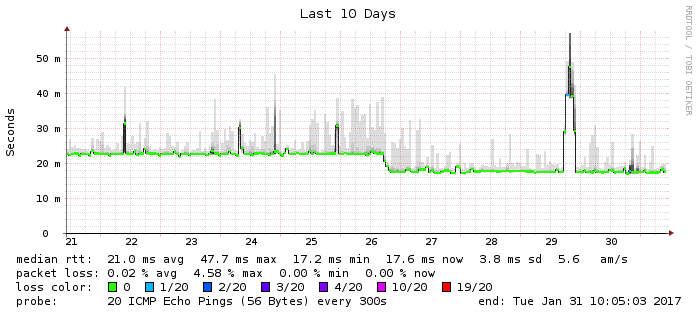 Last 10 Days
RRDTOOL / TOBI OETIKER
Seconds
50 m
40 m
30 m
20 m
10 m
0
21 22 23 24 25 26 27 28 29 30
median rtt: 21.0 ms avg 47.7 ms max 17.2 ms min 17.6 ms now 3.8 ms sd 5.6 am/s
packet loss: 0.02 % avg 4.58 % max 0.00 % min 0.00 % now
loss color: 0 1/20 2/20 3/20 4/20 10/20 19/20
probe: 20 ICMP Echo Pings (56 Bytes) every 300s end: Tue Jan 31 10:05:03 2017